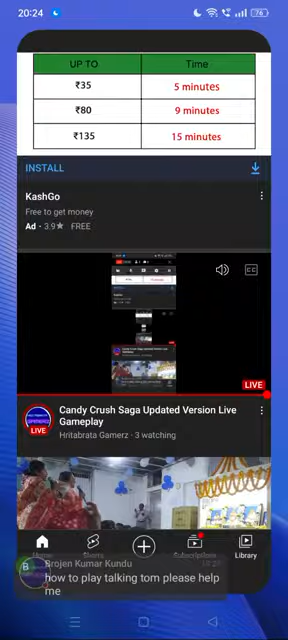 20:24
76
UP TO Time
₹35 5 minutes
₹80 9 minutes
₹135 15 minutes
INSTALL
KashGo
Free to get money
Ad • 3.9★ FREE
CC
LIVE
Candy Crush Saga Updated Version Live
Gameplay
Hritabrata Gamerz • 3 watching
LIVE
Home Shorts Subscriptions Library
B
Brojen Kumar Kundu
how to play talking tom please help
me